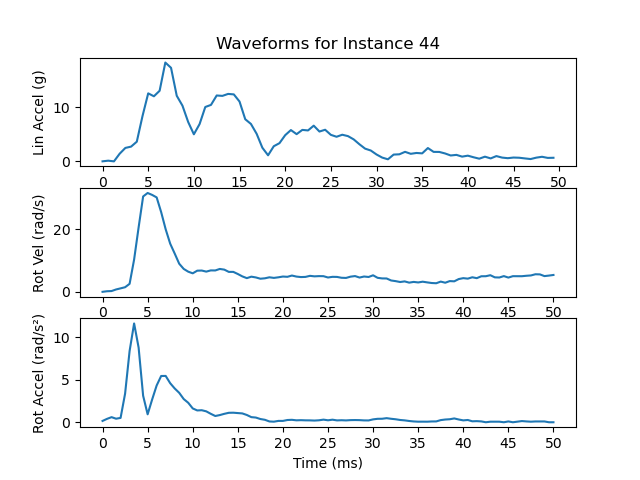 Waveforms for Instance 44
Lin Accel (g)
10
0
0 5 10 15 20 25 30 35 40 45 50
Rot Vel (rad/s)
20
0
0 5 10 15 20 25 30 35 40 45 50
Rot Accel (rad/s²)
10
5
0
0 5 10 15 20 25 30 35 40 45 50
Time (ms)